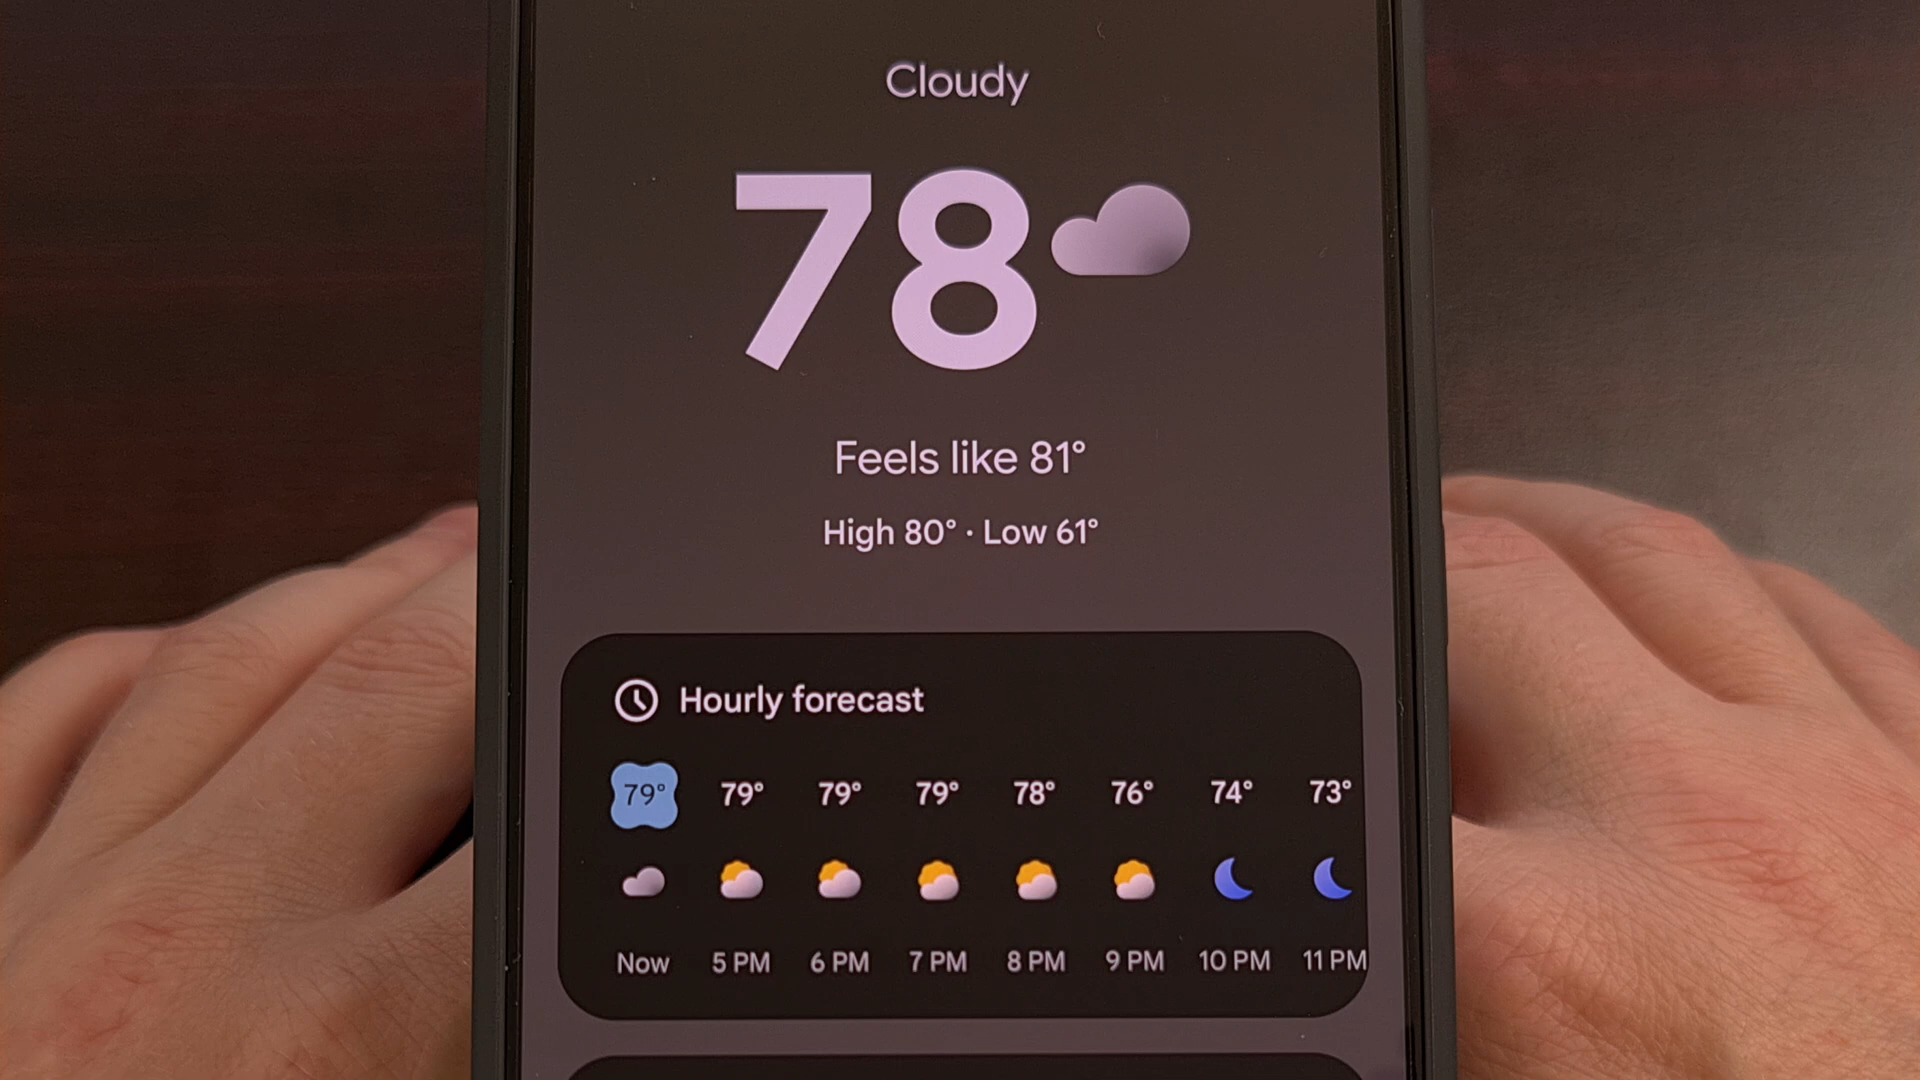 Cloudy
78
Feels like 81°
High 80° · Low 61°
Hourly forecast
79° 79° 79° 79° 78° 76° 74° 73°
Now 5 PM 6 PM 7 PM 8 PM 9 PM 10 PM 11 PM